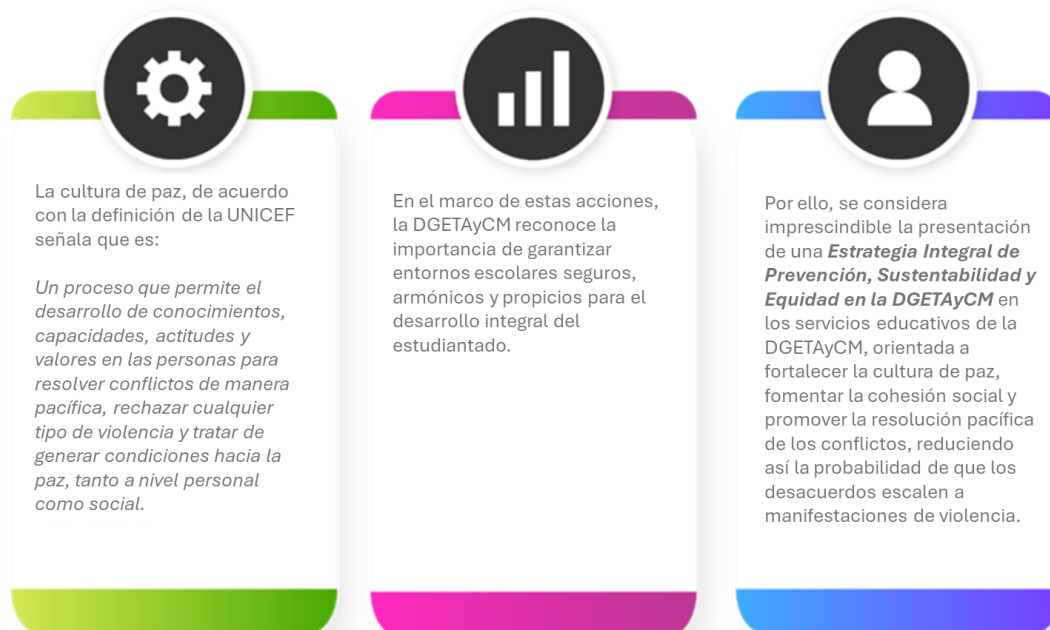 La cultura de paz, de acuerdo
con la definición de la UNICEF
señala que es:
Un proceso que permite el
desarrollo de conocimientos,
capacidades, actitudes y
valores en las personas para
resolver conflictos de manera
pacífica, rechazar cualquier
tipo de violencia y tratar de
generar condiciones hacia la
paz, tanto a nivel personal
como social.
En el marco de estas acciones,
la DGETAyCM reconoce la
importancia de garantizar
entornos escolares seguros,
armónicos y propicios para el
desarrollo integral del
estudiantado.
Por ello, se considera
imprescindible la presentación
de una Estrategia Integral de
Prevención, Sustentabilidad y
Equidad en la DGETAyCM en
los servicios educativos de la
DGETAyCM, orientada a
fortalecer la cultura de paz,
fomentar la cohesión social y
promover la resolución pacífica
de los conflictos, reduciendo
así la probabilidad de que los
desacuerdos escalen a
manifestaciones de violencia.